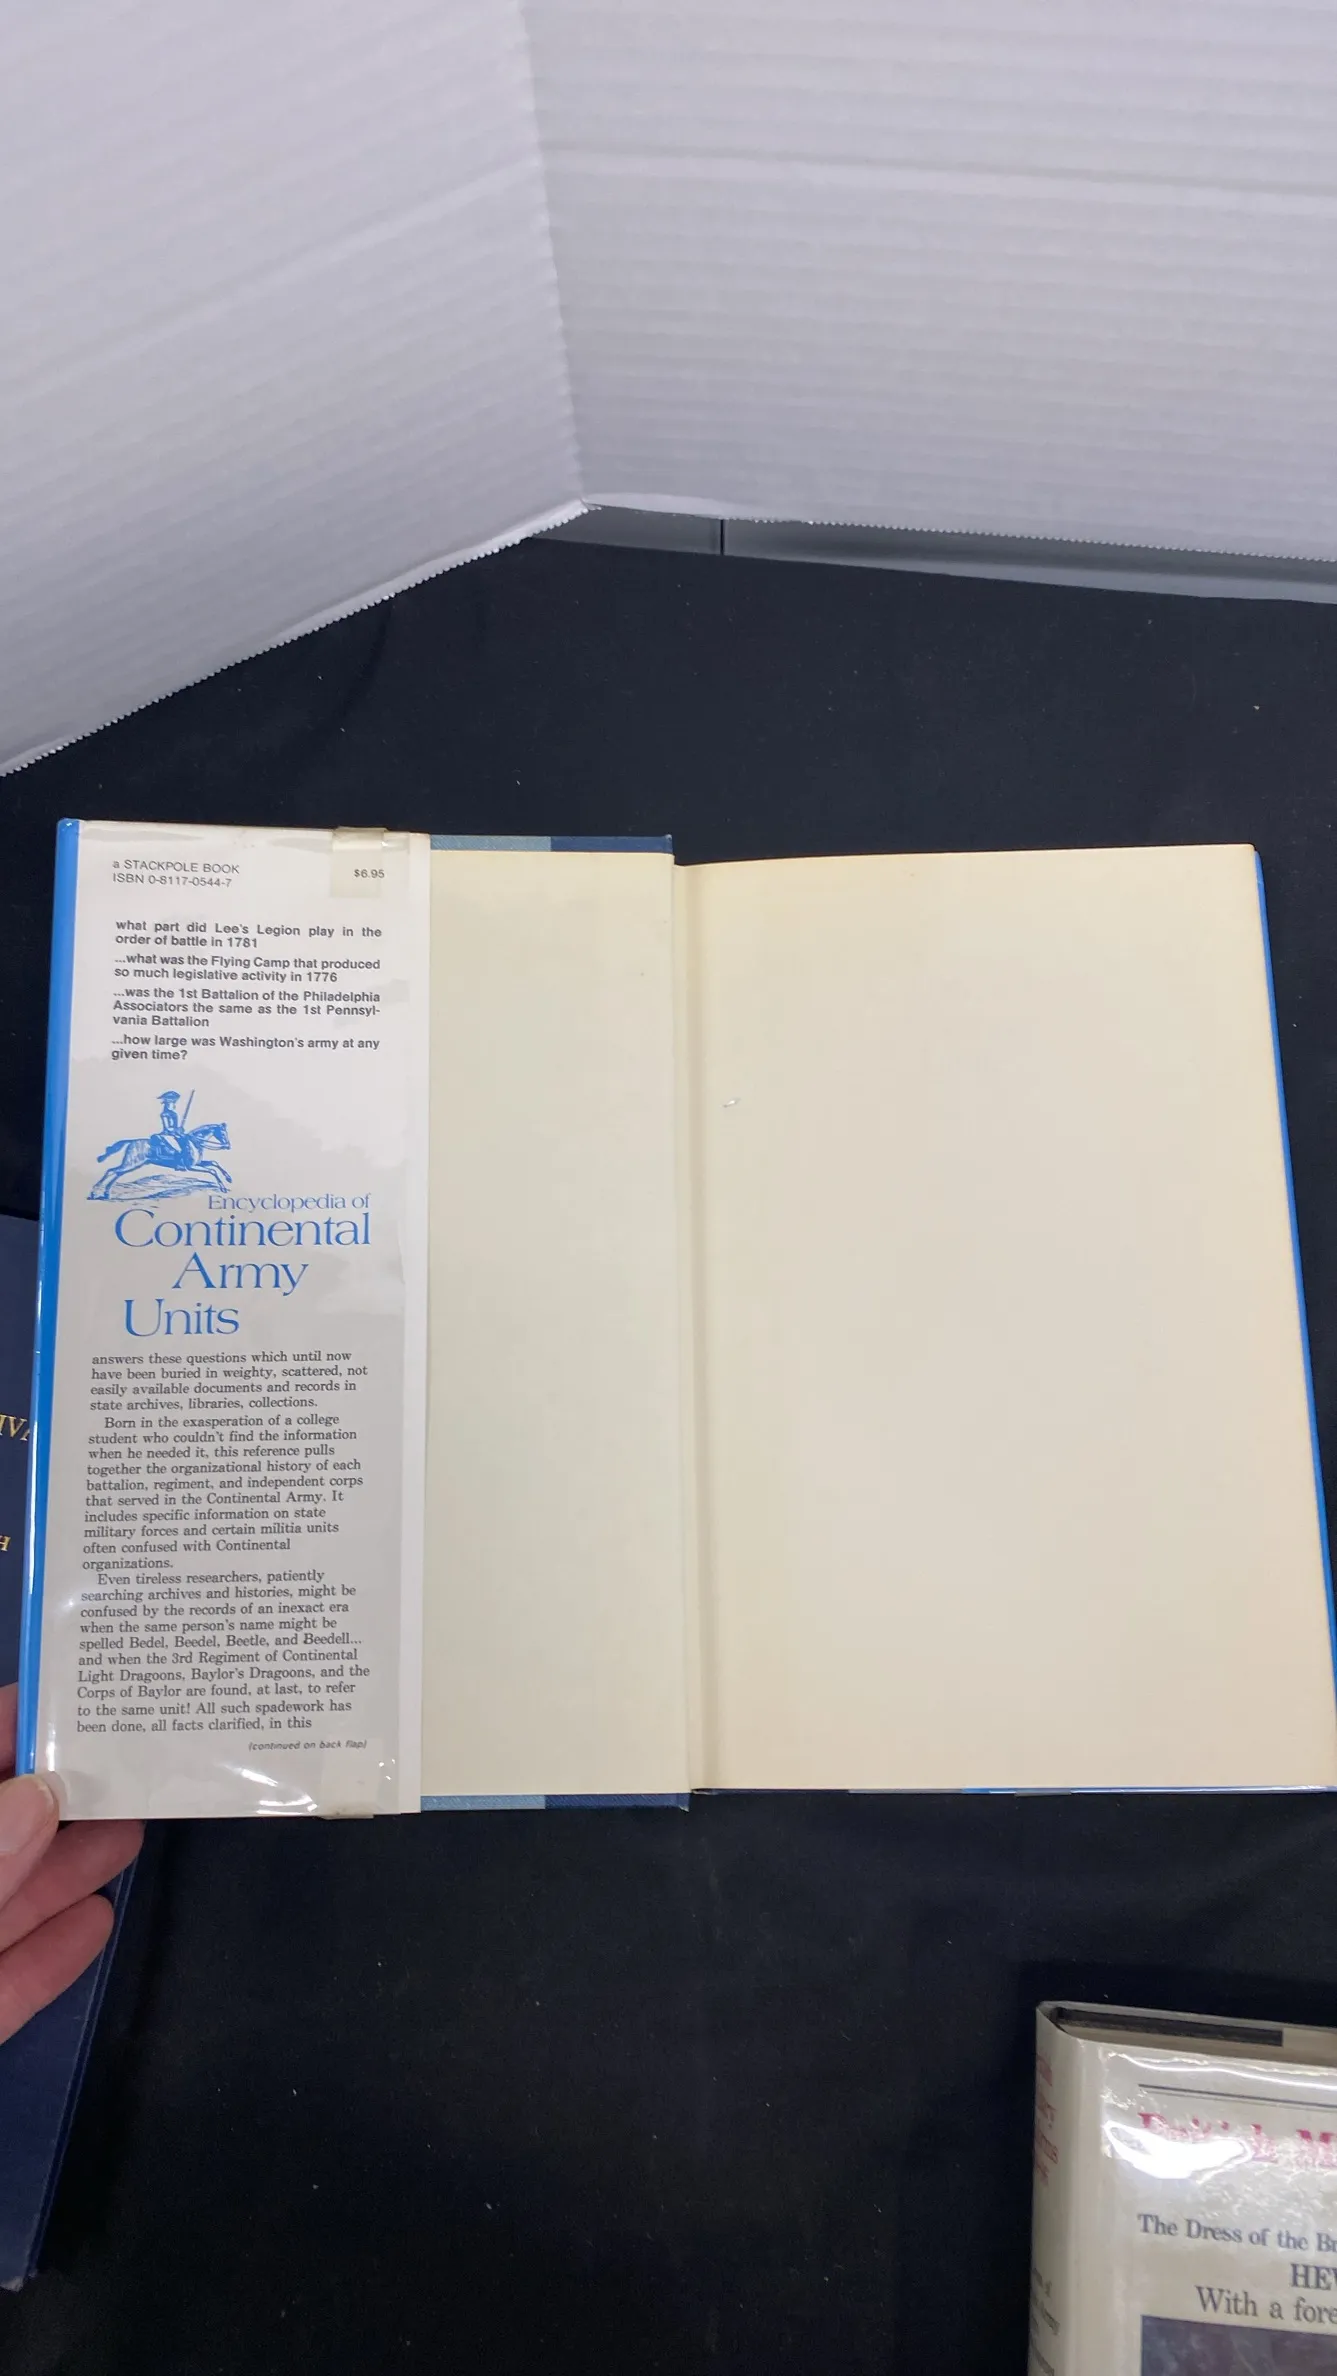 a STACKPOLE BOOK
ISBN 0-8117-0544-7
$6.95
what part did Lee's Legion play in the
order of battle in 1781
...what was the Flying Camp that produced
so much legislative activity in 1776
...was the 1st Battalion of the Philadelphia
Associators the same as the 1st Pennsyl-
vania Battalion
...how large was Washington's army at any
given time?
Encyclopedia of
Continental
Army
Units
answers these questions which until now
have been buried in weighty, scattered, not
easily available documents and records in
state archives, libraries, collections.
Born in the exasperation of a college
student who couldn't find the information
when he needed it, this reference pulls
together the organizational history of each
battalion, regiment, and independent corps
that served in the Continental Army. It
includes specific information on state
military forces and certain militia units
often confused with Continental
organizations.
Even tireless researchers, patiently
searching archives and histories, might be
confused by the records of an inexact era
when the same person's name might be
spelled Bedel, Beedel, Beetle, and Beedell...
and when the 3rd Regiment of Continental
Light Dragoons, Baylor's Dragoons, and the
Corps of Baylor are found, at last, to refer
to the same unit! All such spadework has
been done, all facts clarified, in this
(continued on back flap)
The Dress of the
With a